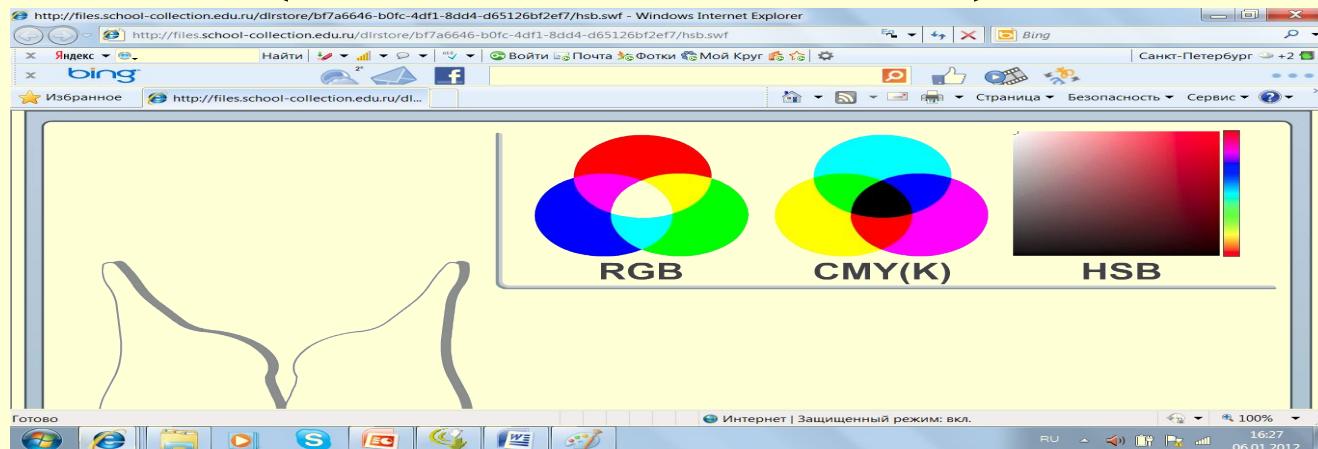 http://files.school-collection.edu.ru/dlrstore/bf7a6646-b0fc-4df1-8dd4-d65126bf2ef7/hsb.swf - Windows Internet Explorer
http://files.school-collection.edu.ru/dlrstore/bf7a6646-b0fc-4df1-8dd4-d65126bf2ef7/hsb.swf Bing
Яндекс Найти Войти Почта Фотки Мой Круг Санкт-Петербург +2
bing 2°
Избранное http://files.school-collection.edu.ru/dl... Страница Безопасность Сервис
RGB CMY(K) HSB
Готово Интернет | Защищенный режим: вкл. 100%
RU 16:27
06.01.2012